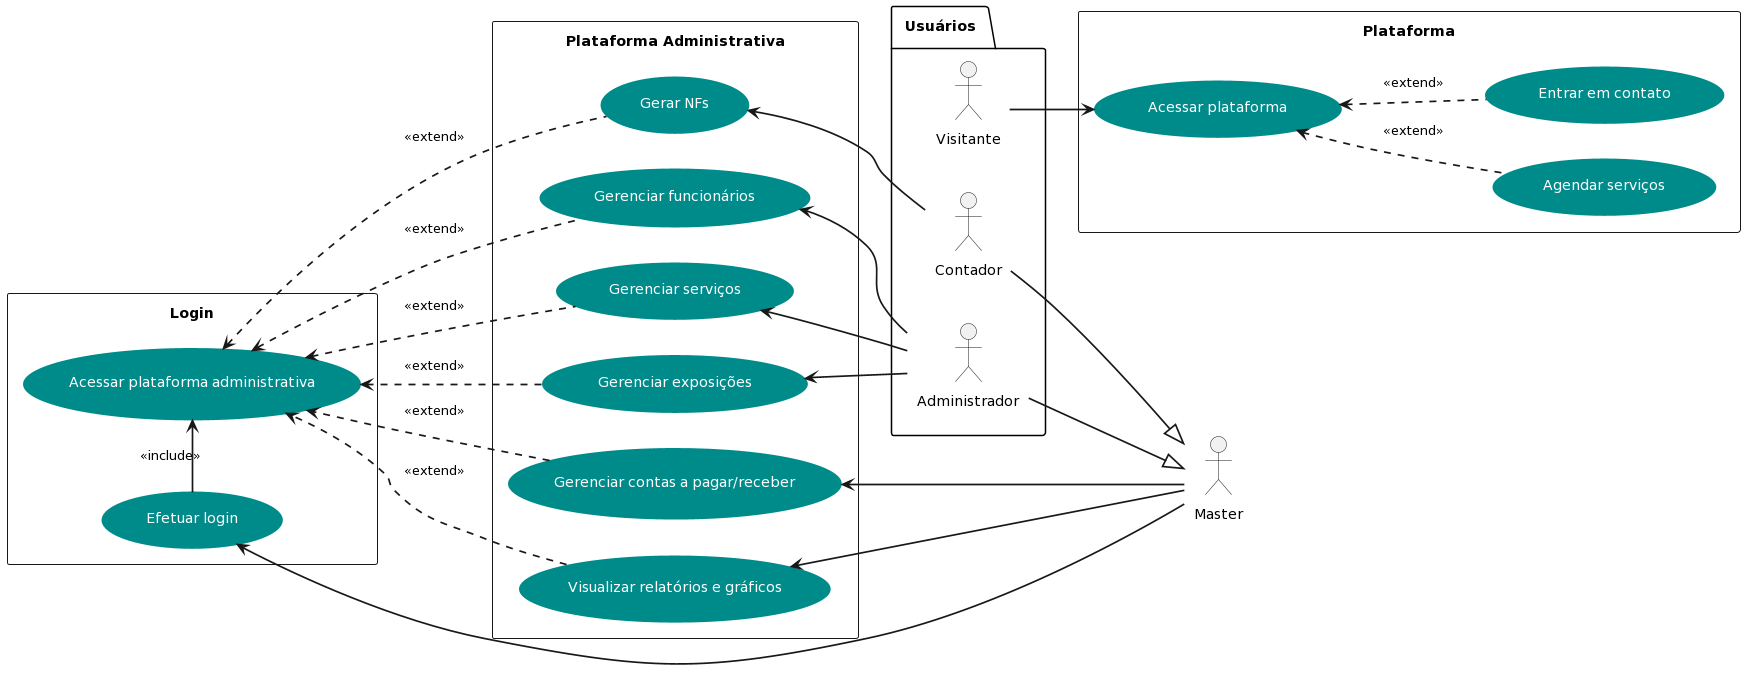 Login
Acessar plataforma administrativa
«include»
Efetuar login
«extend»
«extend»
«extend»
«extend»
«extend»
«extend»
Plataforma Administrativa
Gerar NFs
Gerenciar funcionários
Gerenciar serviços
Gerenciar exposições
Gerenciar contas a pagar/receber
Visualizar relatórios e gráficos
Usuários
Visitante
Contador
Administrador
Master
Plataforma
Acessar plataforma
«extend»
«extend»
Entrar em contato
Agendar serviços